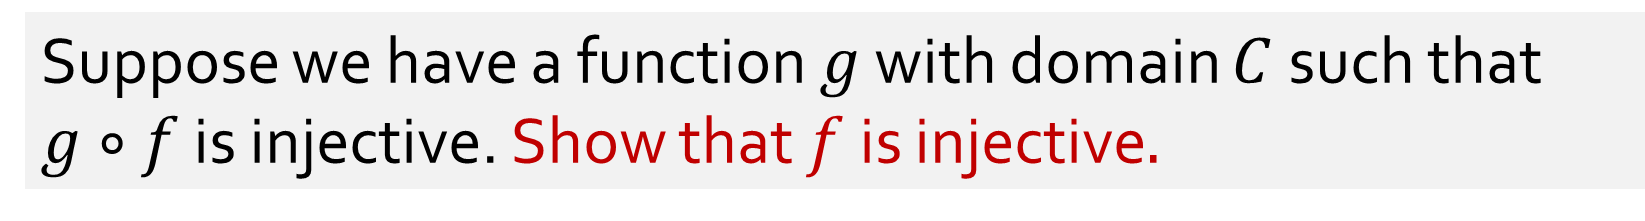 Suppose we have a function g with domain C such that
g ∘ f is injective. Show that f is injective.